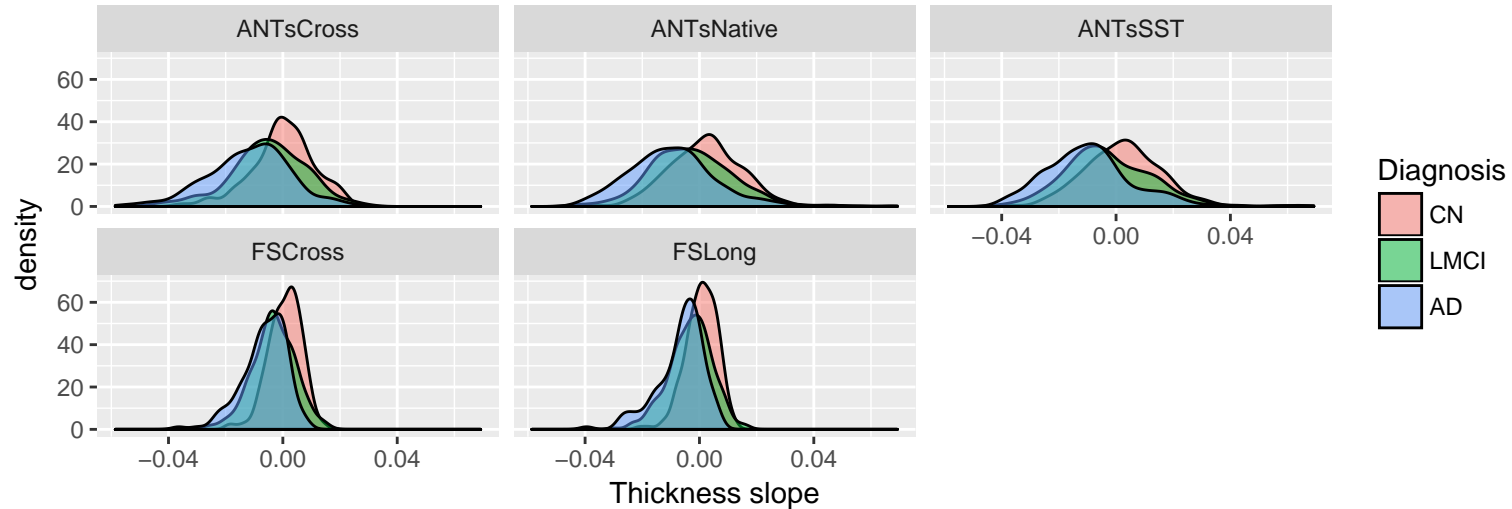 ANTsCross ANTsNative ANTsSST
60
40
20
0
−0.04 0.00 0.04
FSCross FSLong
60
40
20
0
−0.04 0.00 0.04 −0.04 0.00 0.04
Thickness slope
density
Diagnosis
CN
LMCI
AD